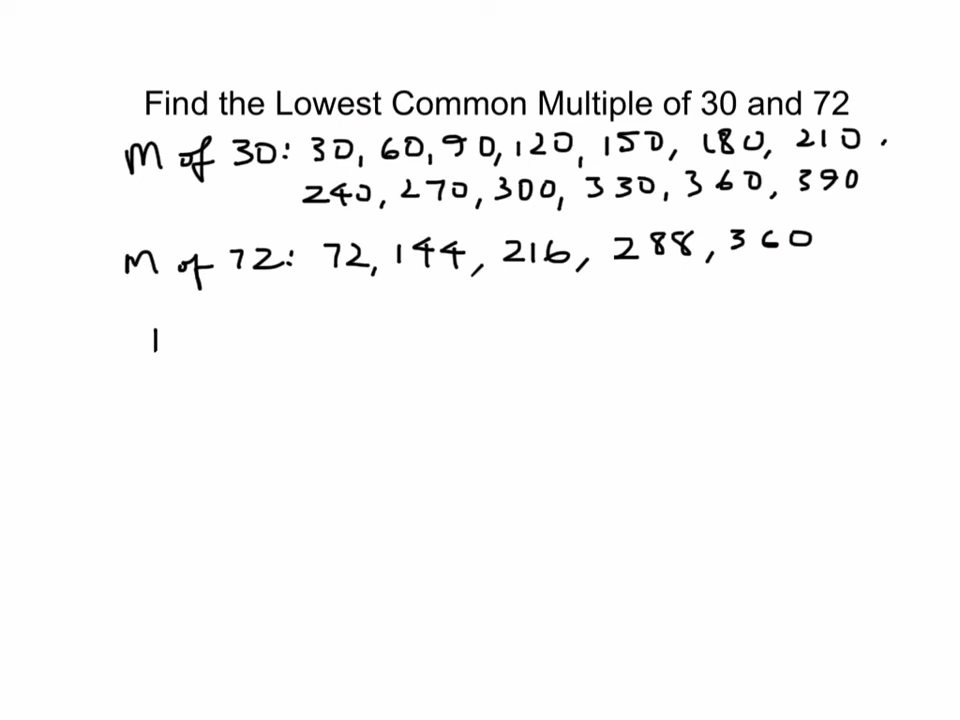 Find the Lowest Common Multiple of 30 and 72
M of 30: 30, 60, 90, 120, 150, 180, 210.
240, 270, 300, 330, 360, 390
M of 72: 72, 144, 216, 288, 360